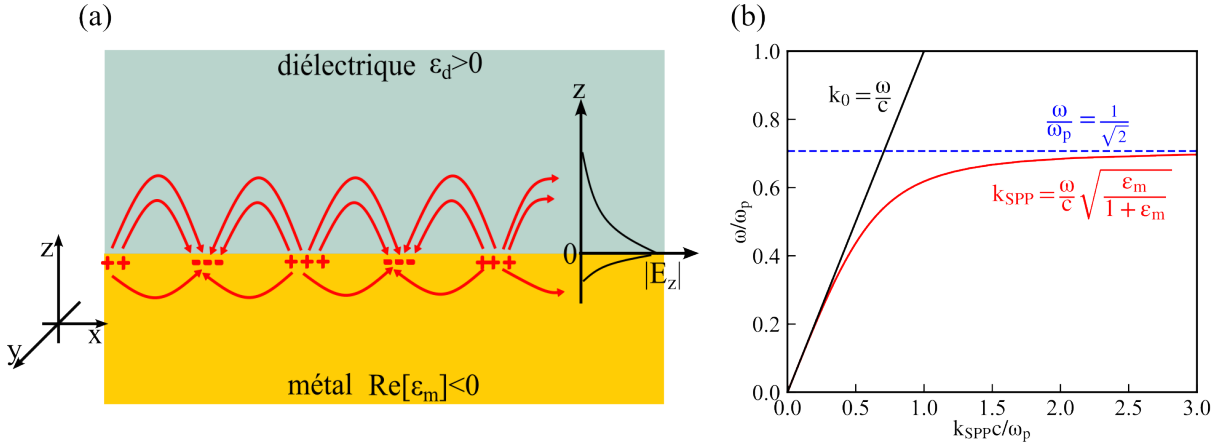 (a)
diélectrique ε_d>0
z
0
|E_z|
++ --- +++ --- +++
z
x
y
métal Re[ε_m]<0
(b)
1.0
0.8
0.6
0.4
0.2
0.0
ω/ω_p
k_0 = ω/c
ω/ω_p = 1/√2
k_SPP = ω/c √(ε_m/(1 + ε_m))
0.0 0.5 1.0 1.5 2.0 2.5 3.0
k_SPP c/ω_p